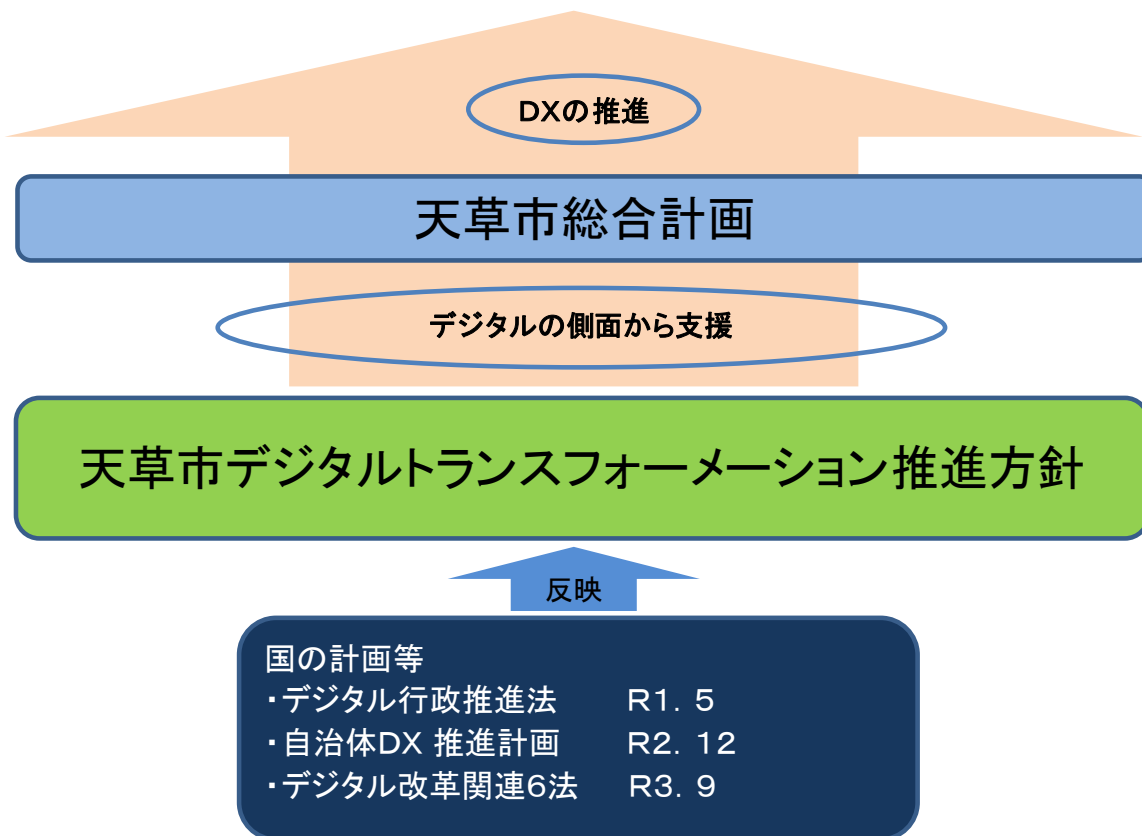 DXの推進
天草市総合計画
デジタルの側面から支援
天草市デジタルトランスフォーメーション推進方針
反映
国の計画等
・デジタル行政推進法　　R1．5
・自治体DX 推進計画　　R2．12
・デジタル改革関連6法　　R3．9